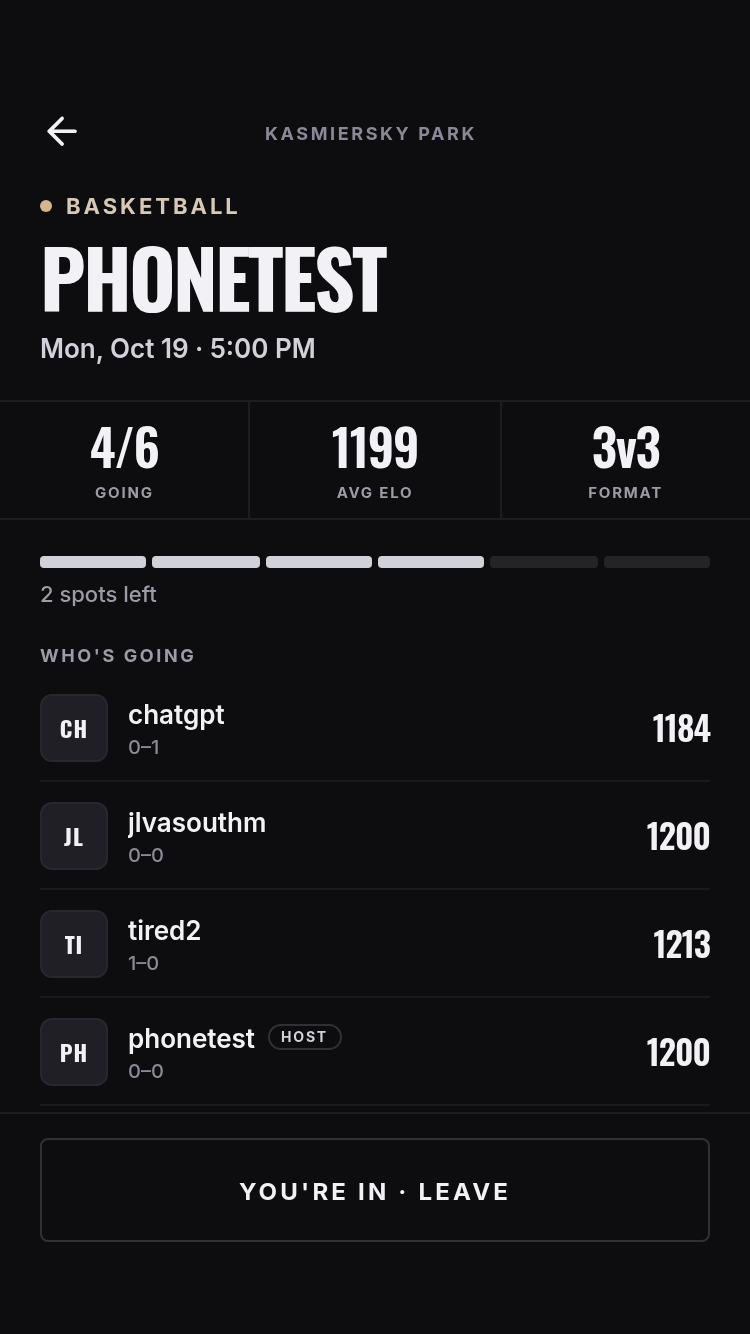 KASMIERSKY PARK
BASKETBALL
PHONETEST
Mon, Oct 19 · 5:00 PM
4/6
GOING
1199
AVG ELO
3v3
FORMAT
2 spots left
WHO'S GOING
CH
chatgpt
0–1
1184
JL
jlvasouthm
0–0
1200
TI
tired2
1–0
1213
PH
phonetest HOST
0–0
1200
YOU'RE IN · LEAVE